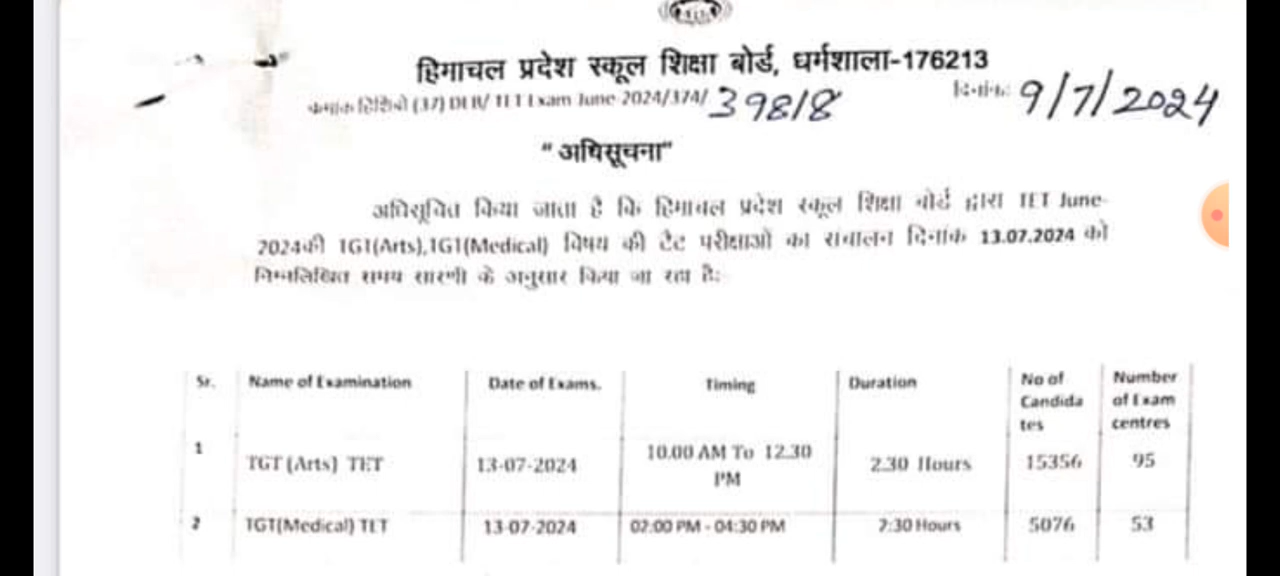 हिमाचल प्रदेश स्कूल शिक्षा बोर्ड, धर्मशाला-176213
(37) DLB/ TET Exam June-2024/374/39818 दिनांक: 9/7/2024
"अधिसूचना"
अधिसूचित किया जाता है कि हिमाचल प्रदेश स्कूल शिक्षा बोर्ड द्वारा TET June-
2024की TGT(Arts),TGT(Medical) विषय की टैट परीक्षाओं का संचालन दिनांक 13.07.2024 को
निम्नलिखित समय सारणी के अनुसार किया जा रहा है:
Sr. Name of Examination Date of Exams. Timing Duration No of Candida tes Number of Exam centres
1 TGT (Arts) TET 13-07-2024 10.00 AM To 12.30 PM 2.30 Hours 15356 95
2 TGT(Medical) TET 13-07-2024 02:00 PM - 04:30 PM 2:30 Hours 5076 53